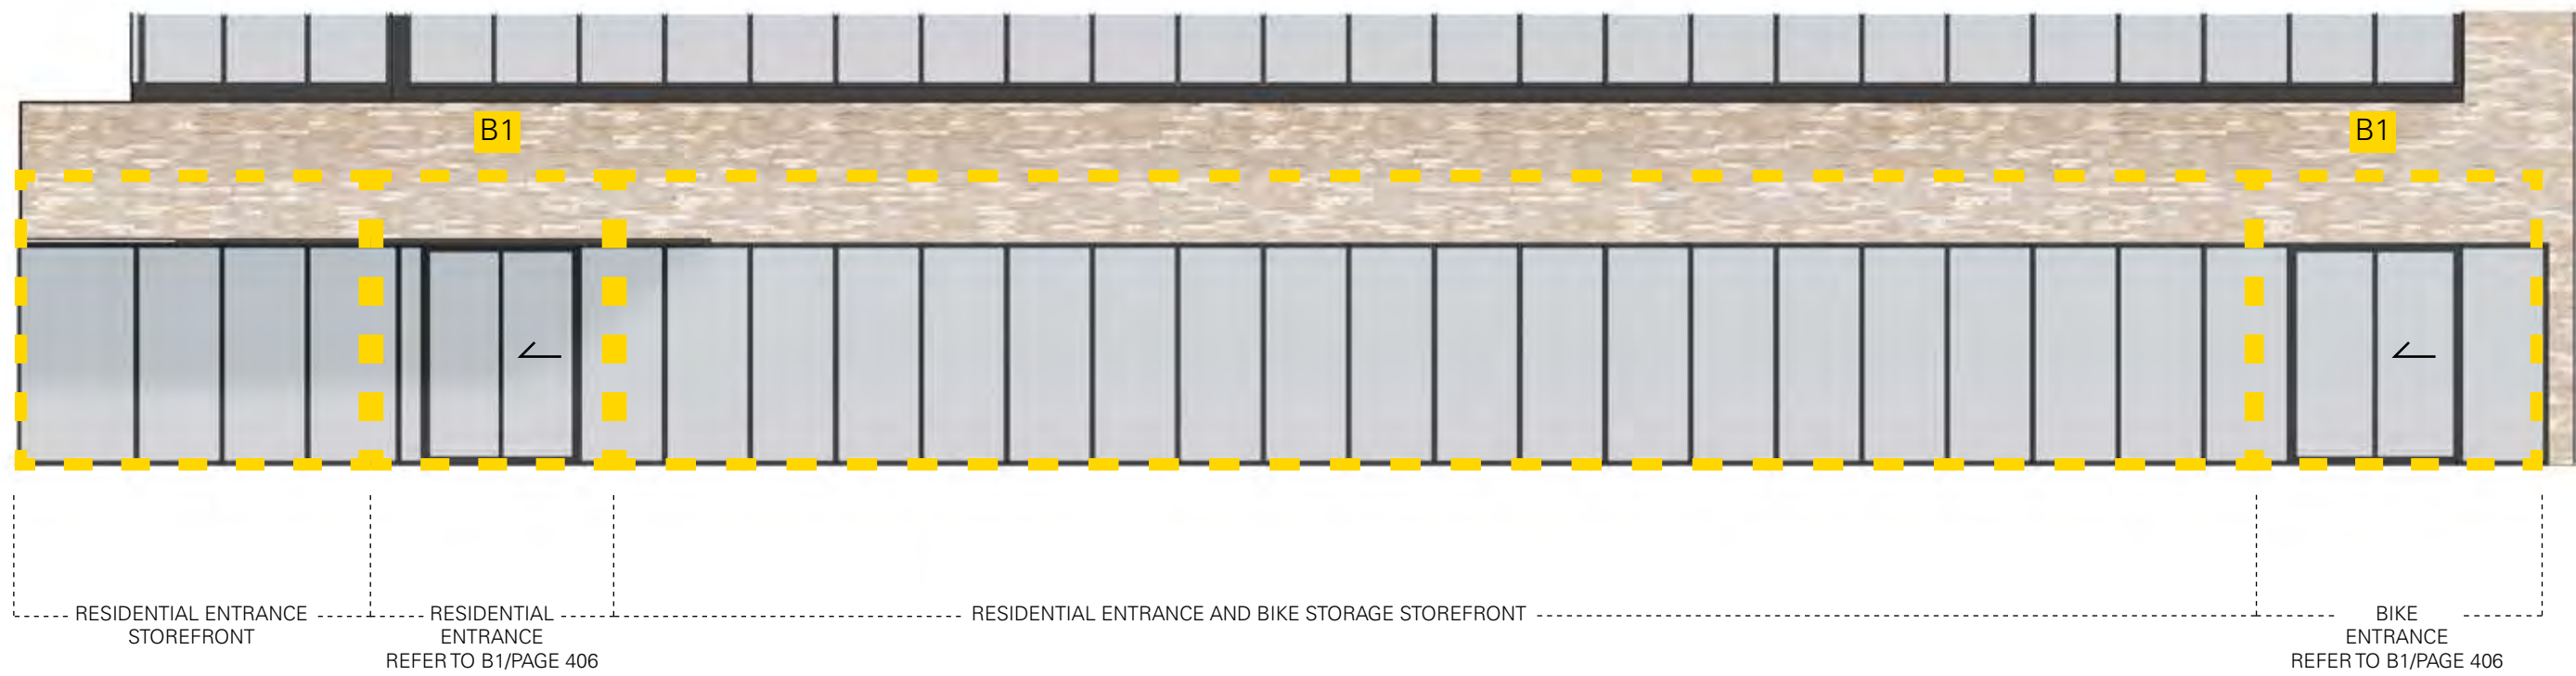 B1
B1
RESIDENTIAL ENTRANCE
STOREFRONT
RESIDENTIAL
ENTRANCE
REFER TO B1/PAGE 406
RESIDENTIAL ENTRANCE AND BIKE STORAGE STOREFRONT
BIKE
ENTRANCE
REFER TO B1/PAGE 406